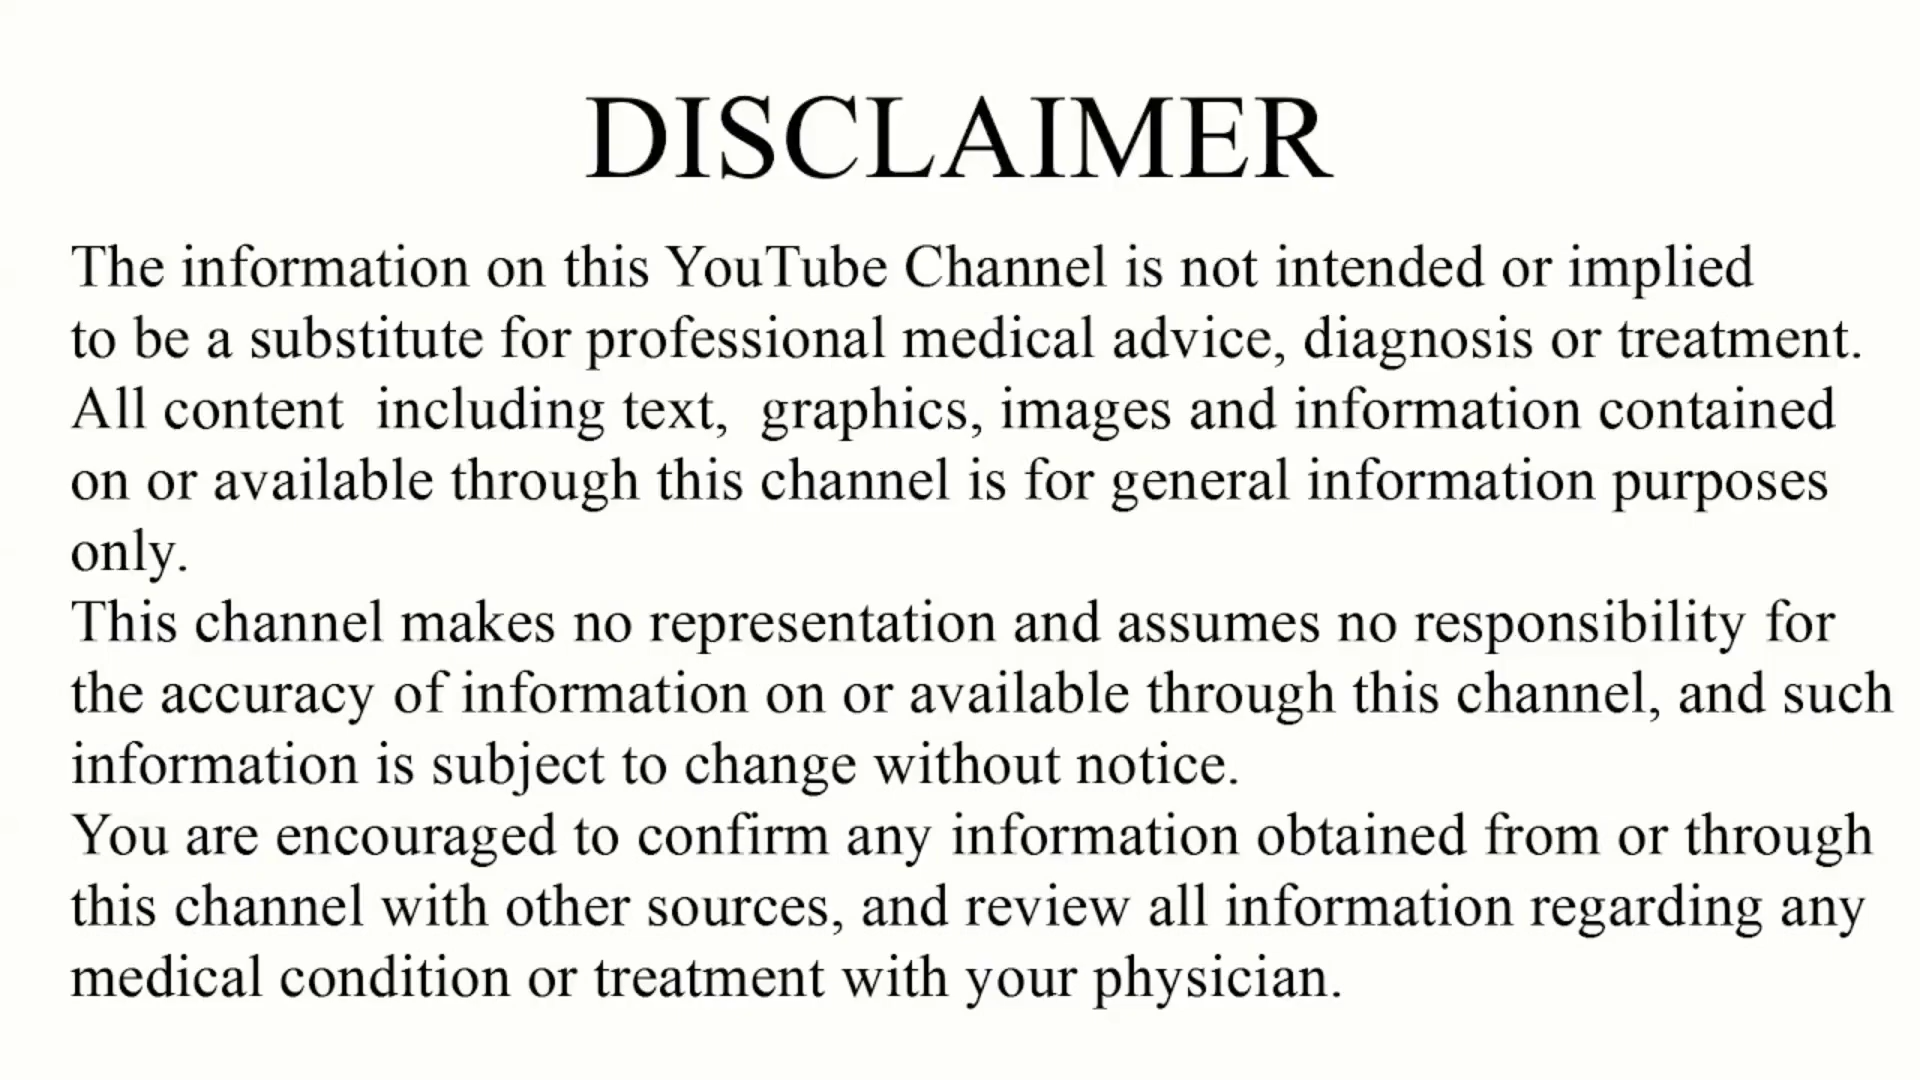 DISCLAIMER
The information on this YouTube Channel is not intended or implied
to be a substitute for professional medical advice, diagnosis or treatment.
All content  including text,  graphics, images and information contained
on or available through this channel is for general information purposes
only.
This channel makes no representation and assumes no responsibility for
the accuracy of information on or available through this channel, and such
information is subject to change without notice.
You are encouraged to confirm any information obtained from or through
this channel with other sources, and review all information regarding any
medical condition or treatment with your physician.